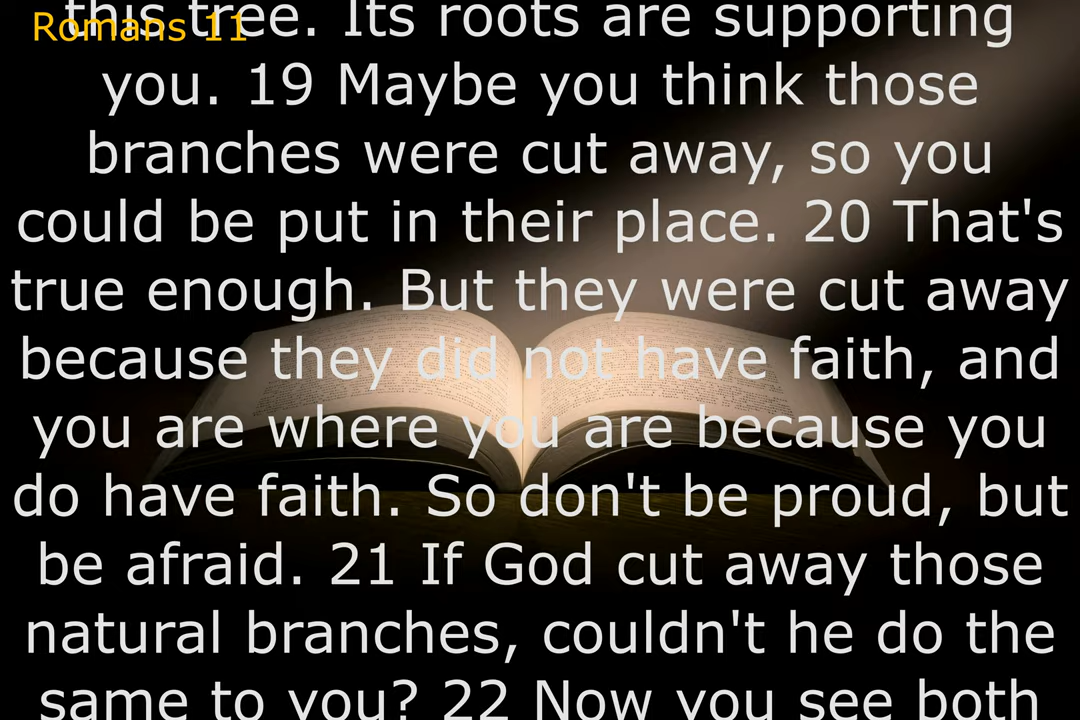 Romans 11
this tree. Its roots are supporting
you. 19 Maybe you think those
branches were cut away, so you
could be put in their place. 20 That's
true enough. But they were cut away
because they did not have faith, and
you are where you are because you
do have faith. So don't be proud, but
be afraid. 21 If God cut away those
natural branches, couldn't he do the
same to you? 22 Now you see both